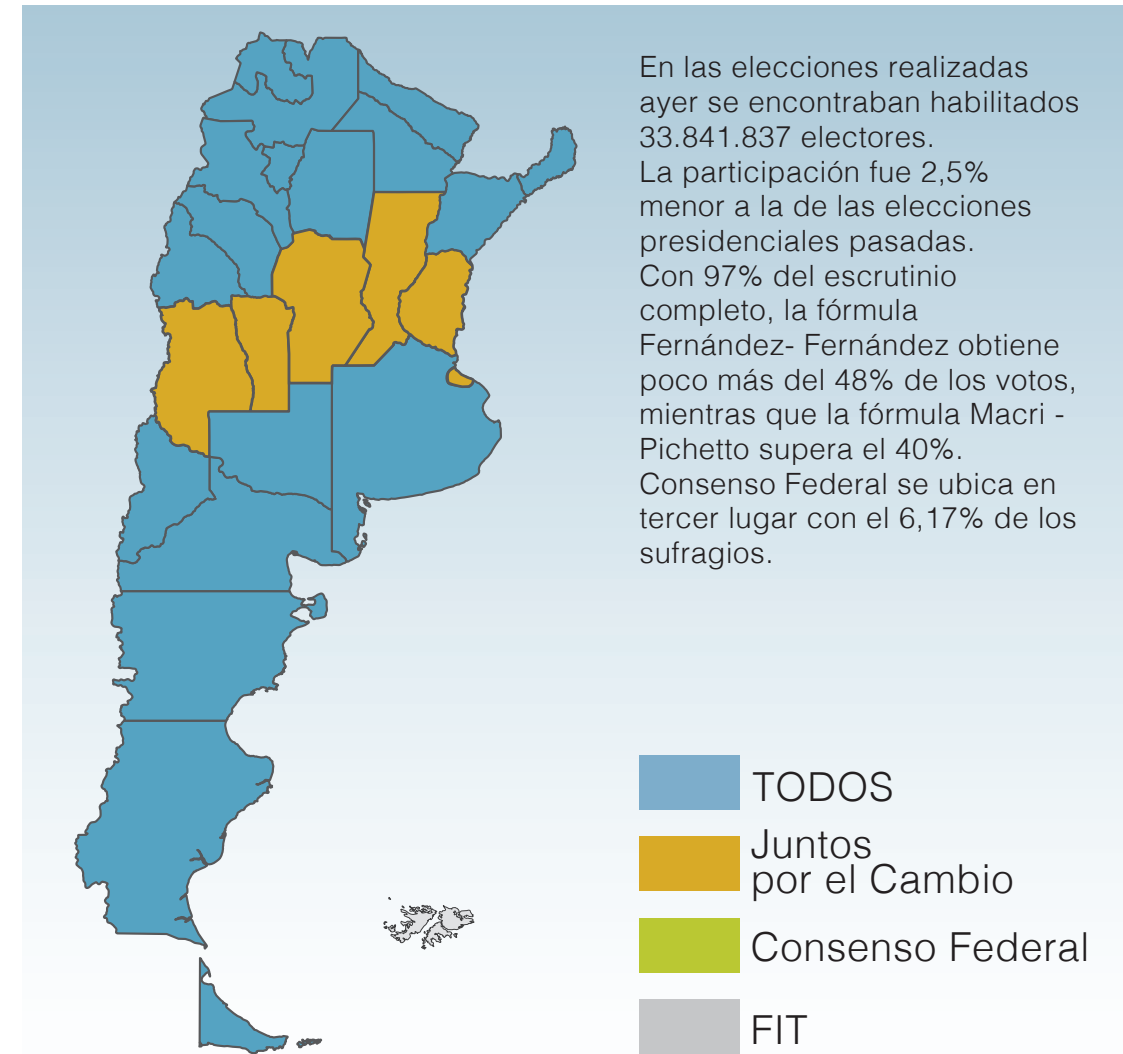 En las elecciones realizadas
ayer se encontraban habilitados
33.841.837 electores.
La participación fue 2,5%
menor a la de las elecciones
presidenciales pasadas.
Con 97% del escrutinio
completo, la fórmula
Fernández- Fernández obtiene
poco más del 48% de los votos,
mientras que la fórmula Macri -
Pichetto supera el 40%.
Consenso Federal se ubica en
tercer lugar con el 6,17% de los
sufragios.
TODOS
Juntos
por el Cambio
Consenso Federal
FIT